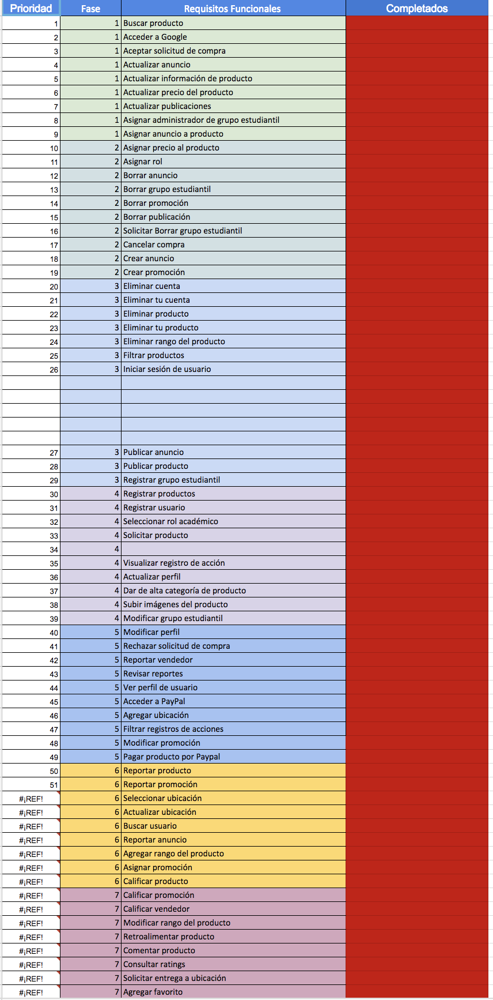 Prioridad Fase Requisitos Funcionales Completados
1 1 Buscar producto
2 1 Acceder a Google
3 1 Aceptar solicitud de compra
4 1 Actualizar anuncio
5 1 Actualizar información de producto
6 1 Actualizar precio del producto
7 1 Actualizar publicaciones
8 1 Asignar administrador de grupo estudiantil
9 1 Asignar anuncio a producto
10 2 Asignar precio al producto
11 2 Asignar rol
12 2 Borrar anuncio
13 2 Borrar grupo estudiantil
14 2 Borrar promoción
15 2 Borrar publicación
16 2 Solicitar Borrar grupo estudiantil
17 2 Cancelar compra
18 2 Crear anuncio
19 2 Crear promoción
20 3 Eliminar cuenta
21 3 Eliminar tu cuenta
22 3 Eliminar producto
23 3 Eliminar tu producto
24 3 Eliminar rango del producto
25 3 Filtrar productos
26 3 Iniciar sesión de usuario
27 3 Publicar anuncio
28 3 Publicar producto
29 3 Registrar grupo estudiantil
30 4 Registrar productos
31 4 Registrar usuario
32 4 Seleccionar rol académico
33 4 Solicitar producto
34 4
35 4 Visualizar registro de acción
36 4 Actualizar perfil
37 4 Dar de alta categoría de producto
38 4 Subir imágenes del producto
39 4 Modificar grupo estudiantil
40 5 Modificar perfil
41 5 Rechazar solicitud de compra
42 5 Reportar vendedor
43 5 Revisar reportes
44 5 Ver perfil de usuario
45 5 Acceder a PayPal
46 5 Agregar ubicación
47 5 Filtrar registros de acciones
48 5 Modificar promoción
49 5 Pagar producto por Paypal
50 6 Reportar producto
51 6 Reportar promoción
#¡REF! 6 Seleccionar ubicación
#¡REF! 6 Actualizar ubicación
#¡REF! 6 Buscar usuario
#¡REF! 6 Reportar anuncio
#¡REF! 6 Agregar rango del producto
#¡REF! 6 Asignar promoción
#¡REF! 6 Calificar producto
#¡REF! 7 Calificar promoción
#¡REF! 7 Calificar vendedor
#¡REF! 7 Modificar rango del producto
#¡REF! 7 Retroalimentar producto
#¡REF! 7 Comentar producto
#¡REF! 7 Consultar ratings
#¡REF! 7 Solicitar entrega a ubicación
#¡REF! 7 Agregar favorito